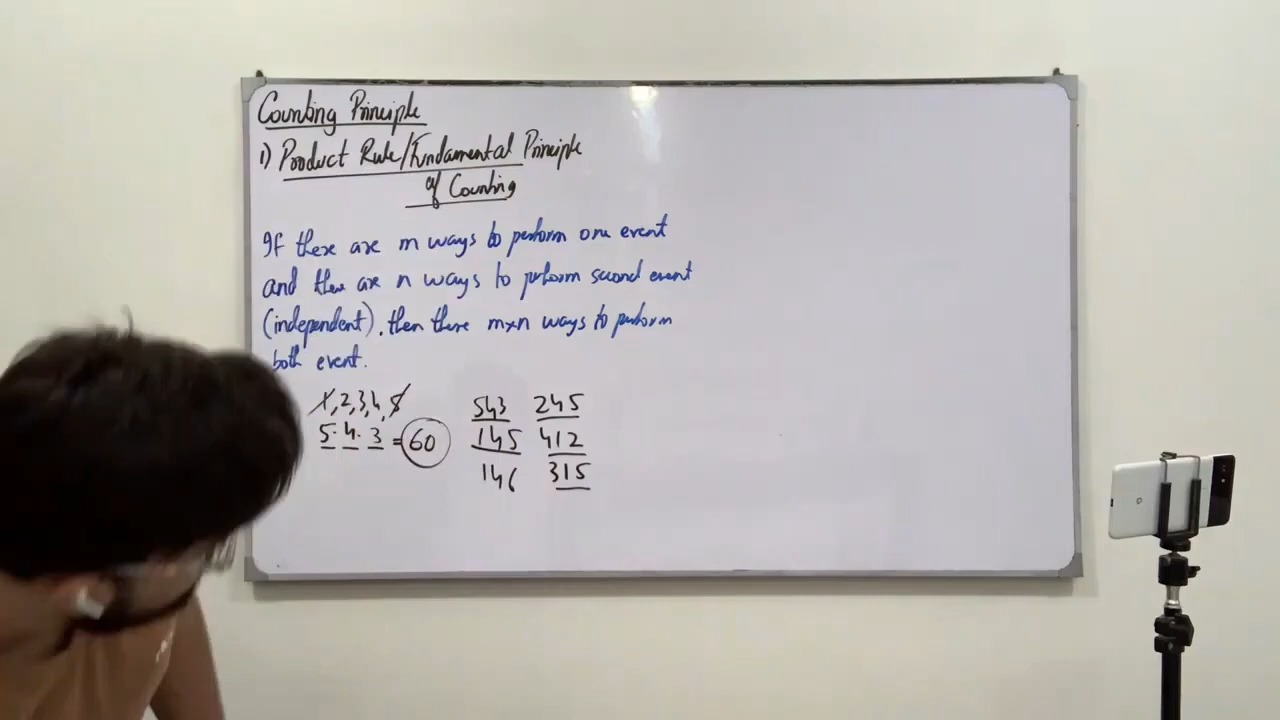 Counting Principle
1) Product Rule/Fundamental Principle
of Counting
If there are m ways to perform one event
and there are n ways to perform second event
(independent), then there m×n ways to perform
both event.
1,2,3,4,5
5·4·3=60
543 245
145 412
146 315
G